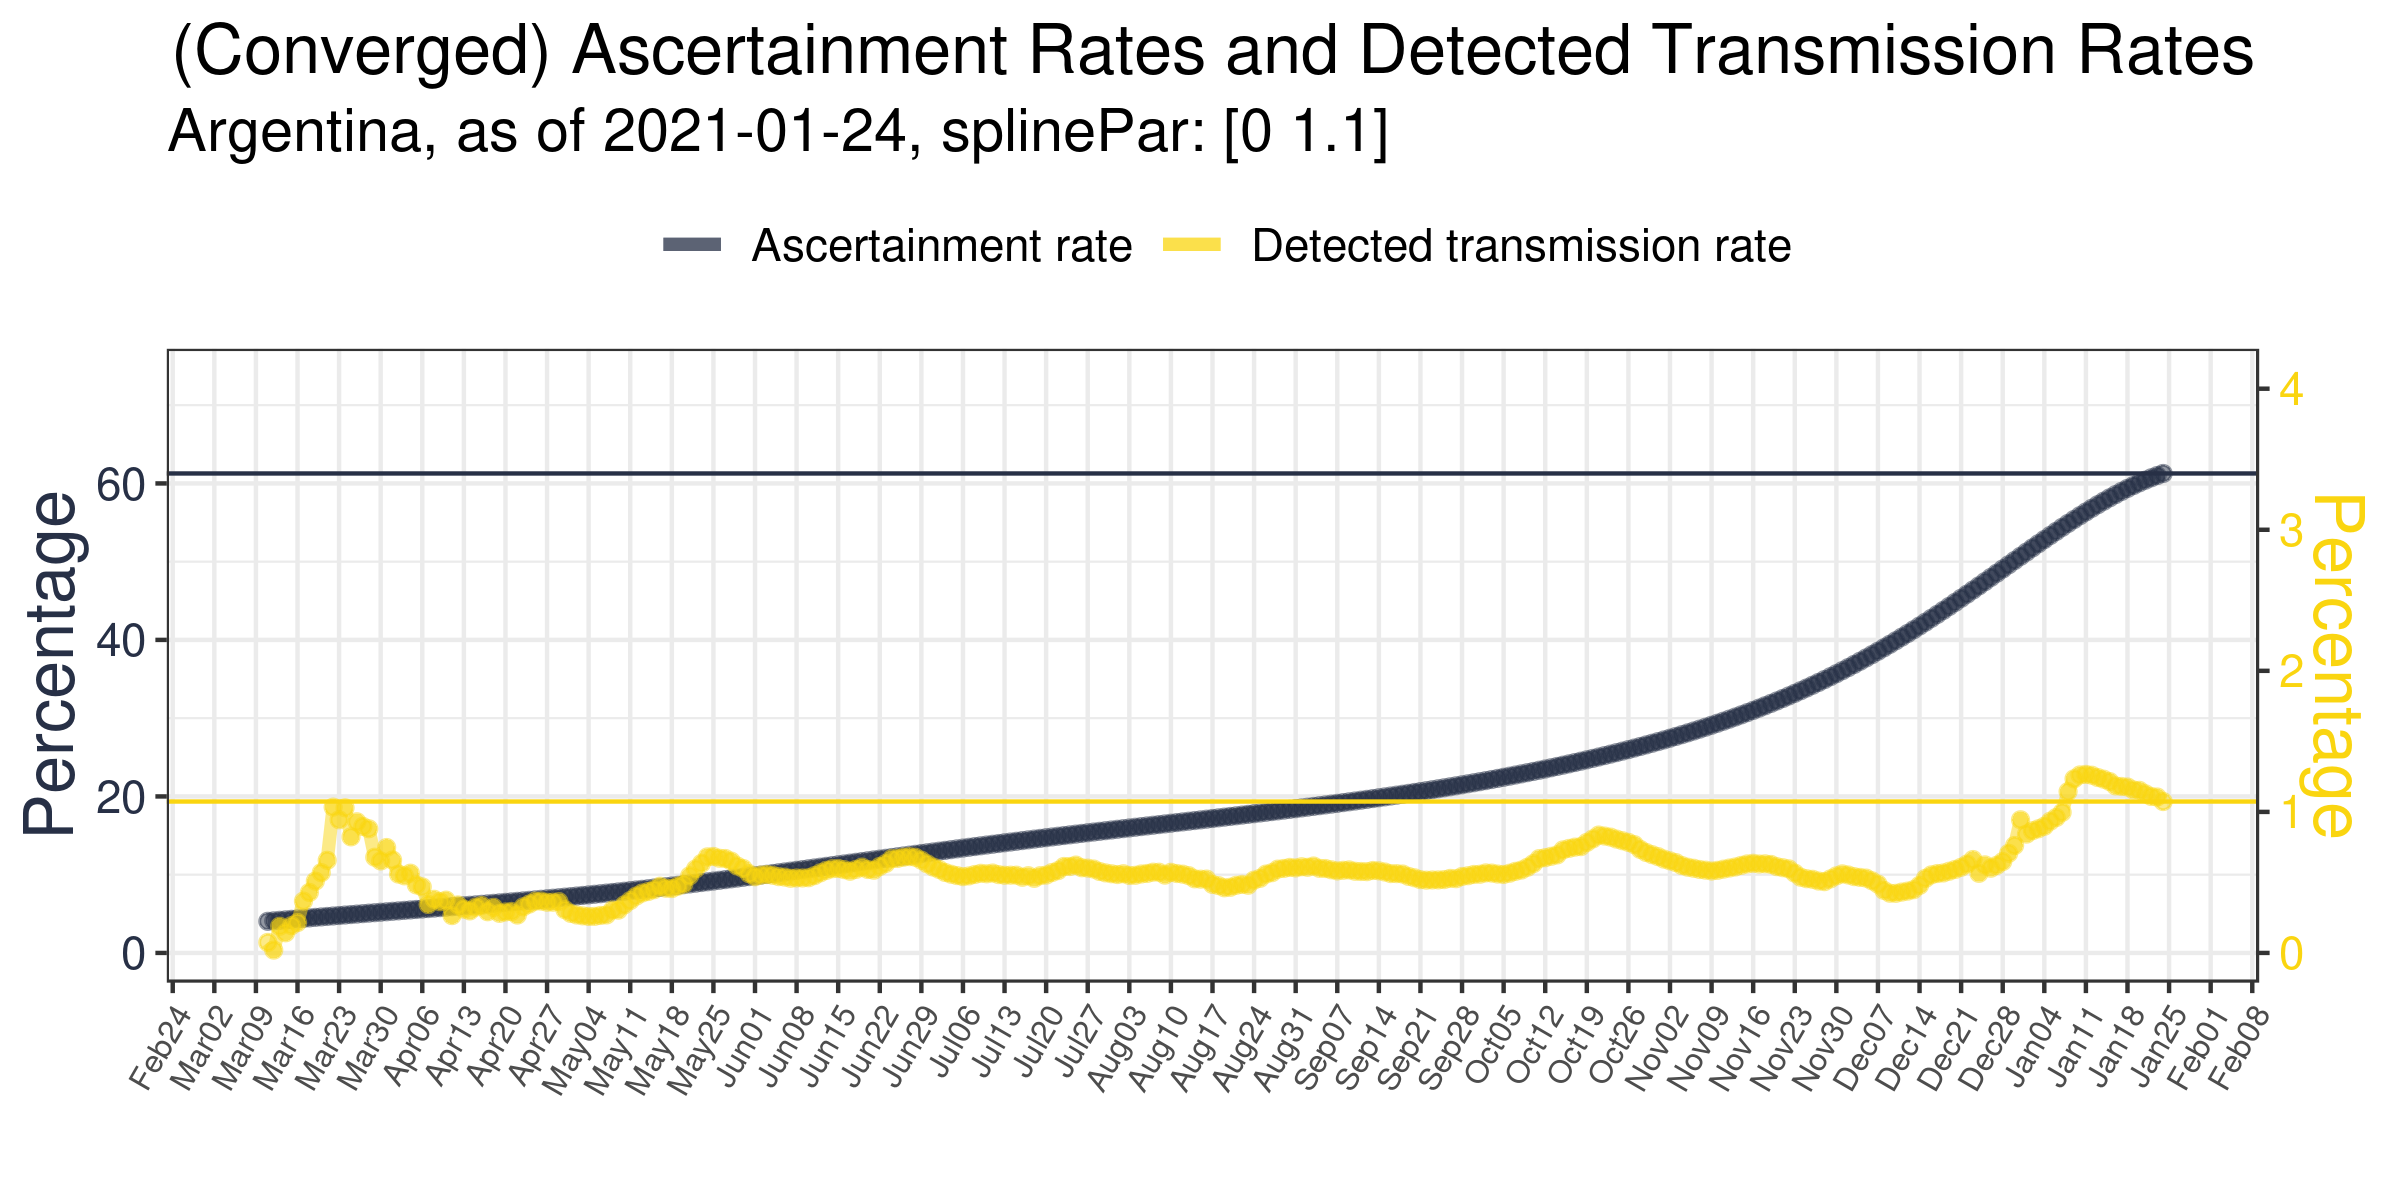 (Converged) Ascertainment Rates and Detected Transmission Rates
Argentina, as of 2021-01-24, splinePar: [0 1.1]
Ascertainment rate
Detected transmission rate
Percentage
60
40
20
0
4
3
2
1
0
Percentage
Feb24
Mar02
Mar09
Mar16
Mar23
Mar30
Apr06
Apr13
Apr20
Apr27
May04
May11
May18
May25
Jun01
Jun08
Jun15
Jun22
Jun29
Jul06
Jul13
Jul20
Jul27
Aug03
Aug10
Aug17
Aug24
Aug31
Sep07
Sep14
Sep21
Sep28
Oct05
Oct12
Oct19
Oct26
Nov02
Nov09
Nov16
Nov23
Nov30
Dec07
Dec14
Dec21
Dec28
Jan04
Jan11
Jan18
Jan25
Feb01
Feb08